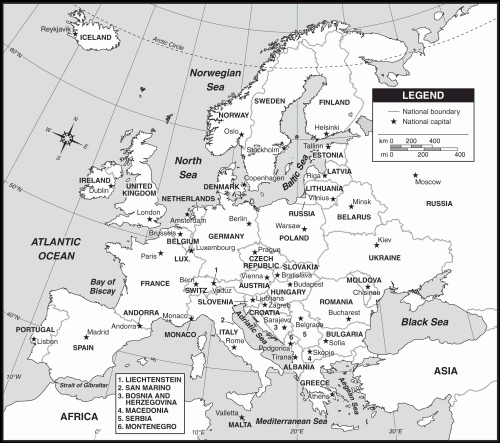 Reykjavik
ICELAND
Arctic Circle
60°N
60°N
50°N
40°N
10°W
0°
10°E
20°E
30°E
Norwegian
Sea
SWEDEN
FINLAND
NORWAY
Oslo
Helsinki
Stockholm
Tallinn
ESTONIA
LEGEND
National boundary
National capital
km 0 200 400
mi 0 200 400
N
W
E
S
North
Sea
Baltic Sea
LATVIA
Riga
LITHUANIA
Vilnius
Moscow
RUSSIA
IRELAND
Dublin
UNITED
KINGDOM
London
DENMARK
Copenhagen
NETHERLANDS
Amsterdam
RUSSIA
Minsk
BELARUS
Berlin
Warsaw
POLAND
GERMANY
Brussels
BELGIUM
LUX.
Luxembourg
Kiev
UKRAINE
ATLANTIC
OCEAN
Paris
Prague
CZECH
REPUBLIC
SLOVAKIA
Bratislava
Vienna
AUSTRIA
Budapest
HUNGARY
MOLDOVA
Chisinau
Bay of
Biscay
FRANCE
Bern
SWITZ.
1
Vaduz
SLOVENIA
Ljubljana
Zagreb
CROATIA
ROMANIA
Bucharest
Belgrade
Sarajevo
3
5
6
ANDORRA
Andorra
Monaco
MONACO
2
ITALY
Rome
Adriatic Sea
Podgorica
Tirana
ALBANIA
Skopje
4
BULGARIA
Sofia
Black Sea
PORTUGAL
Lisbon
Madrid
SPAIN
Strait of Gibraltar
GREECE
Athens
Aegean Sea
ASIA
AFRICA
Valletta
MALTA
Mediterranean Sea
1. LIECHTENSTEIN
2. SAN MARINO
3. BOSNIA AND
HERZEGOVINA
4. MACEDONIA
5. SERBIA
6. MONTENEGRO